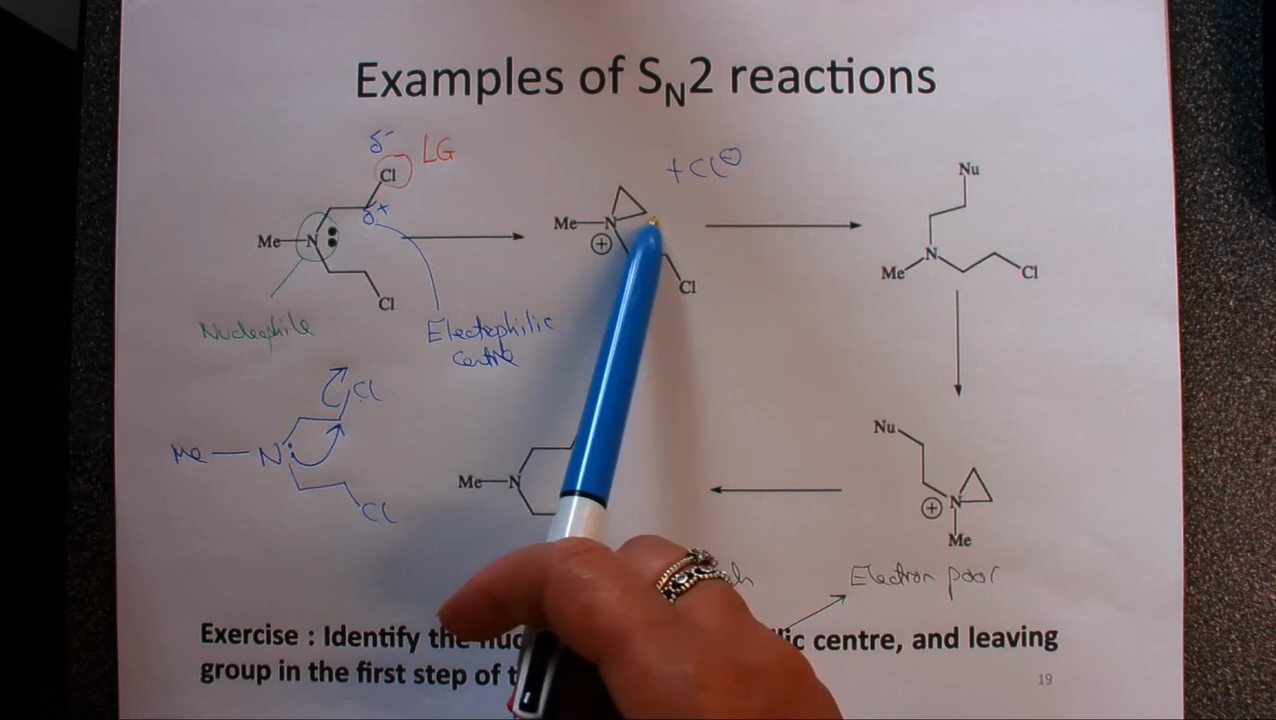 Examples of SN2 reactions
δ- LG
Cl
δ+
Me N
Cl
Nucleophile
Electrophilic
centre
+ Cl⊖
Me N
⊕
Cl
Nu
N
Me Cl
Me N
Cl
Cl
Me N
Nu
⊕ N
Me
Electron poor
Exercise : Identify the centre, and leaving
group in the first step of
19